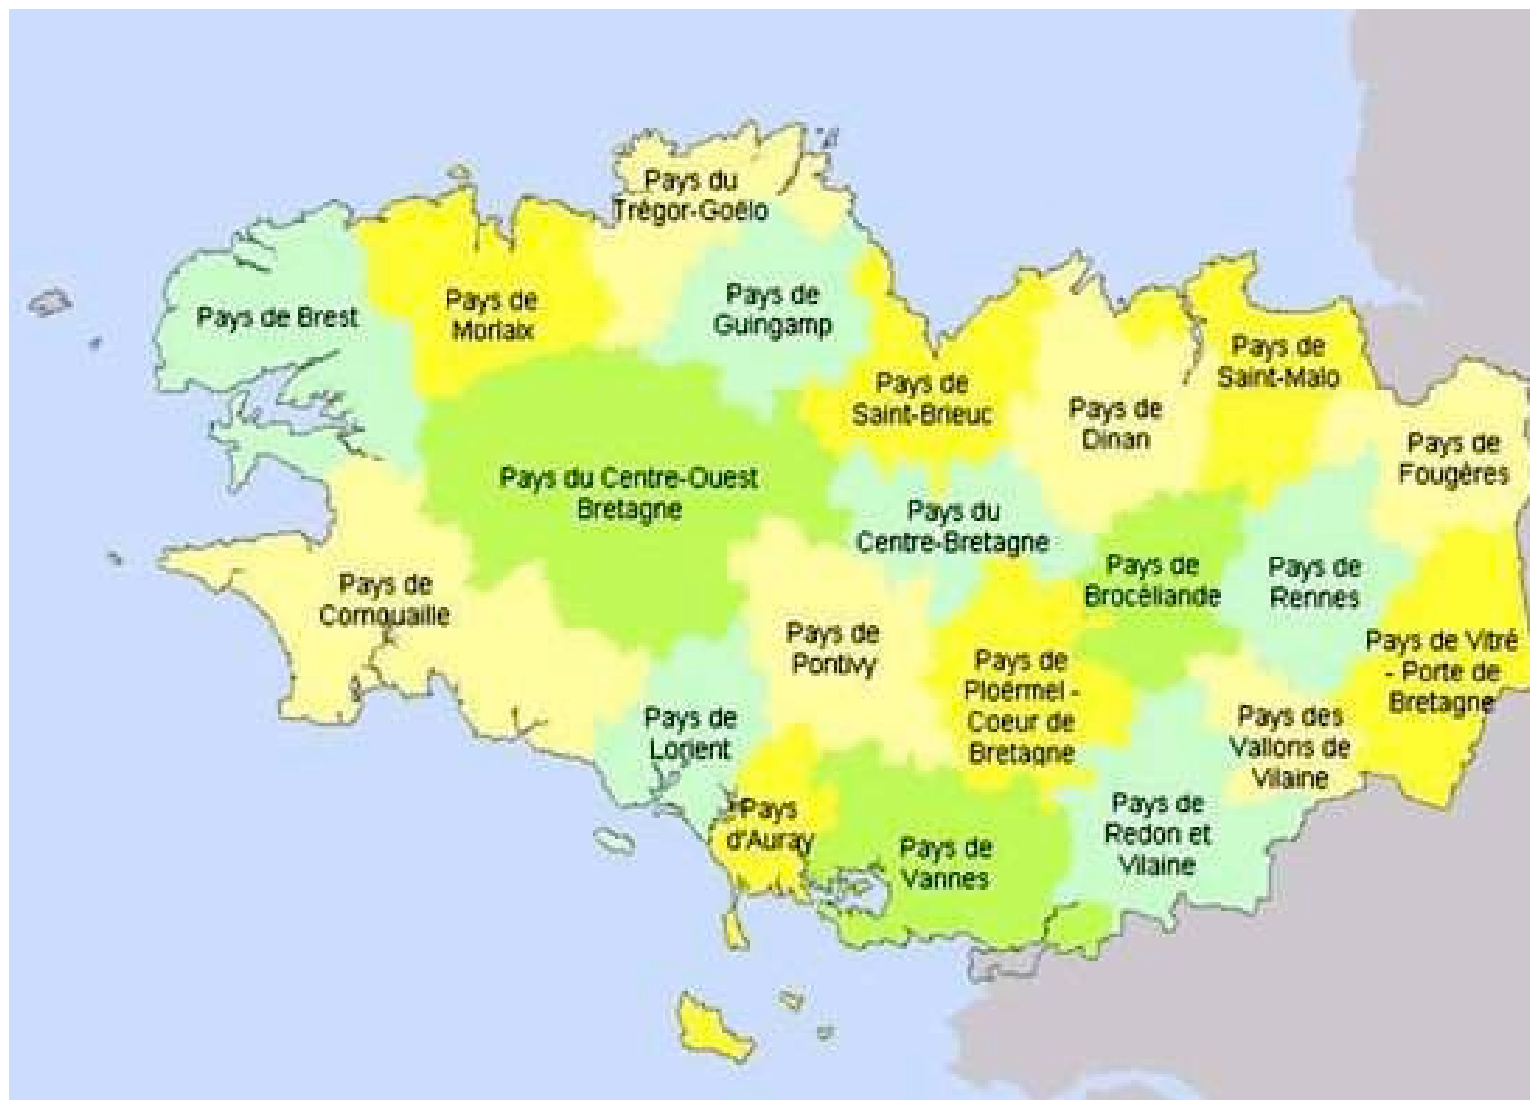 Pays du
Trégor-Goëlo
Pays de Brest
Pays de
Morlaix
Pays de
Guingamp
Pays de
Saint-Brieuc
Pays de
Dinan
Pays de
Saint-Malo
Pays de
Fougères
Pays du Centre-Ouest
Bretagne
Pays du
Centre-Bretagne
Pays de
Brocéliande
Pays de
Rennes
Pays de
Cornouaille
Pays de
Pontivy
Pays de
Ploërmel -
Coeur de
Bretagne
Pays de Vitré
- Porte de
Bretagne
Pays de
Lorient
Pays des
Vallons de
Vilaine
Pays
d'Auray
Pays de
Vannes
Pays de
Redon et
Vilaine